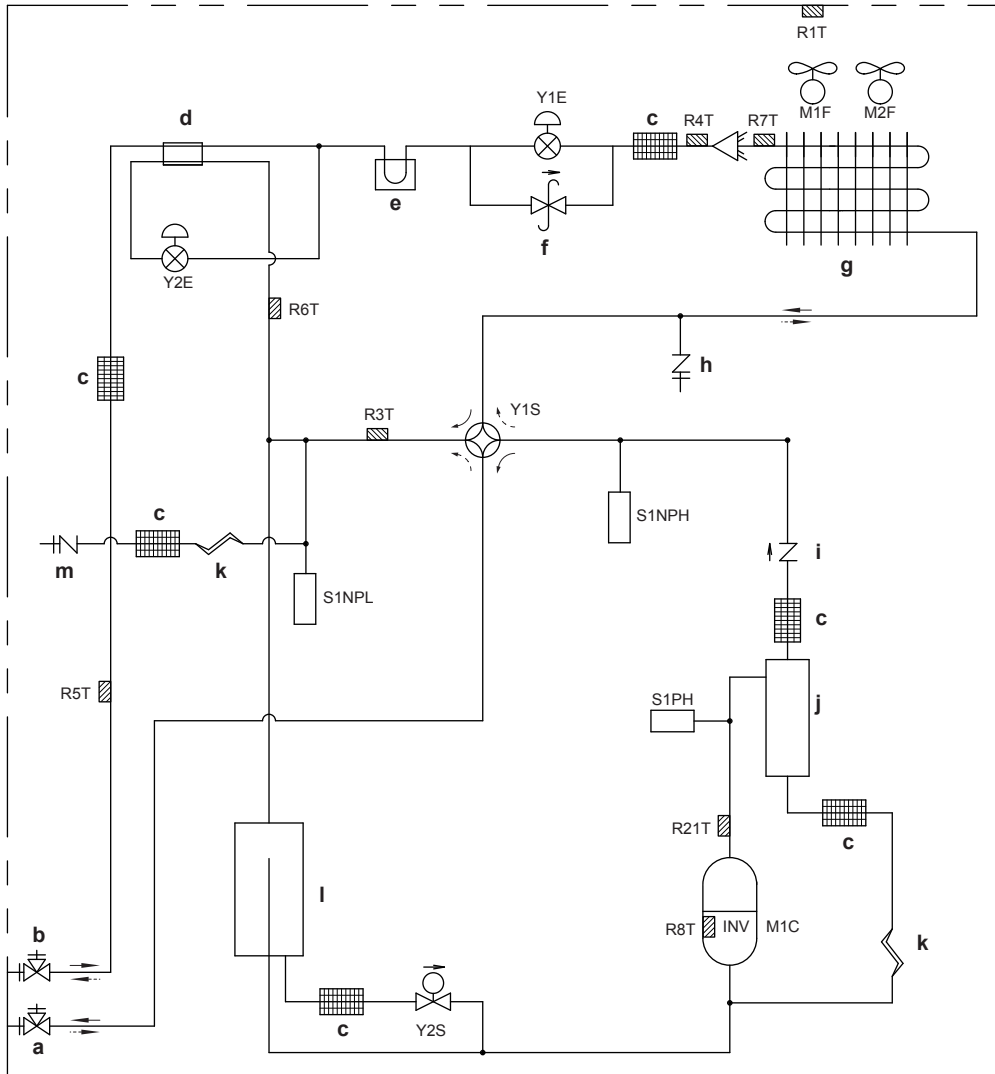 R1T
M1F M2F
Y1E
d c R4T R7T
e
f
Y2E g
R6T
c h
R3T Y1S
c S1NPH
m k i
S1NPL
c
R5T S1PH j
R21T
c
l
R8T INV M1C
b k
c Y2S
a